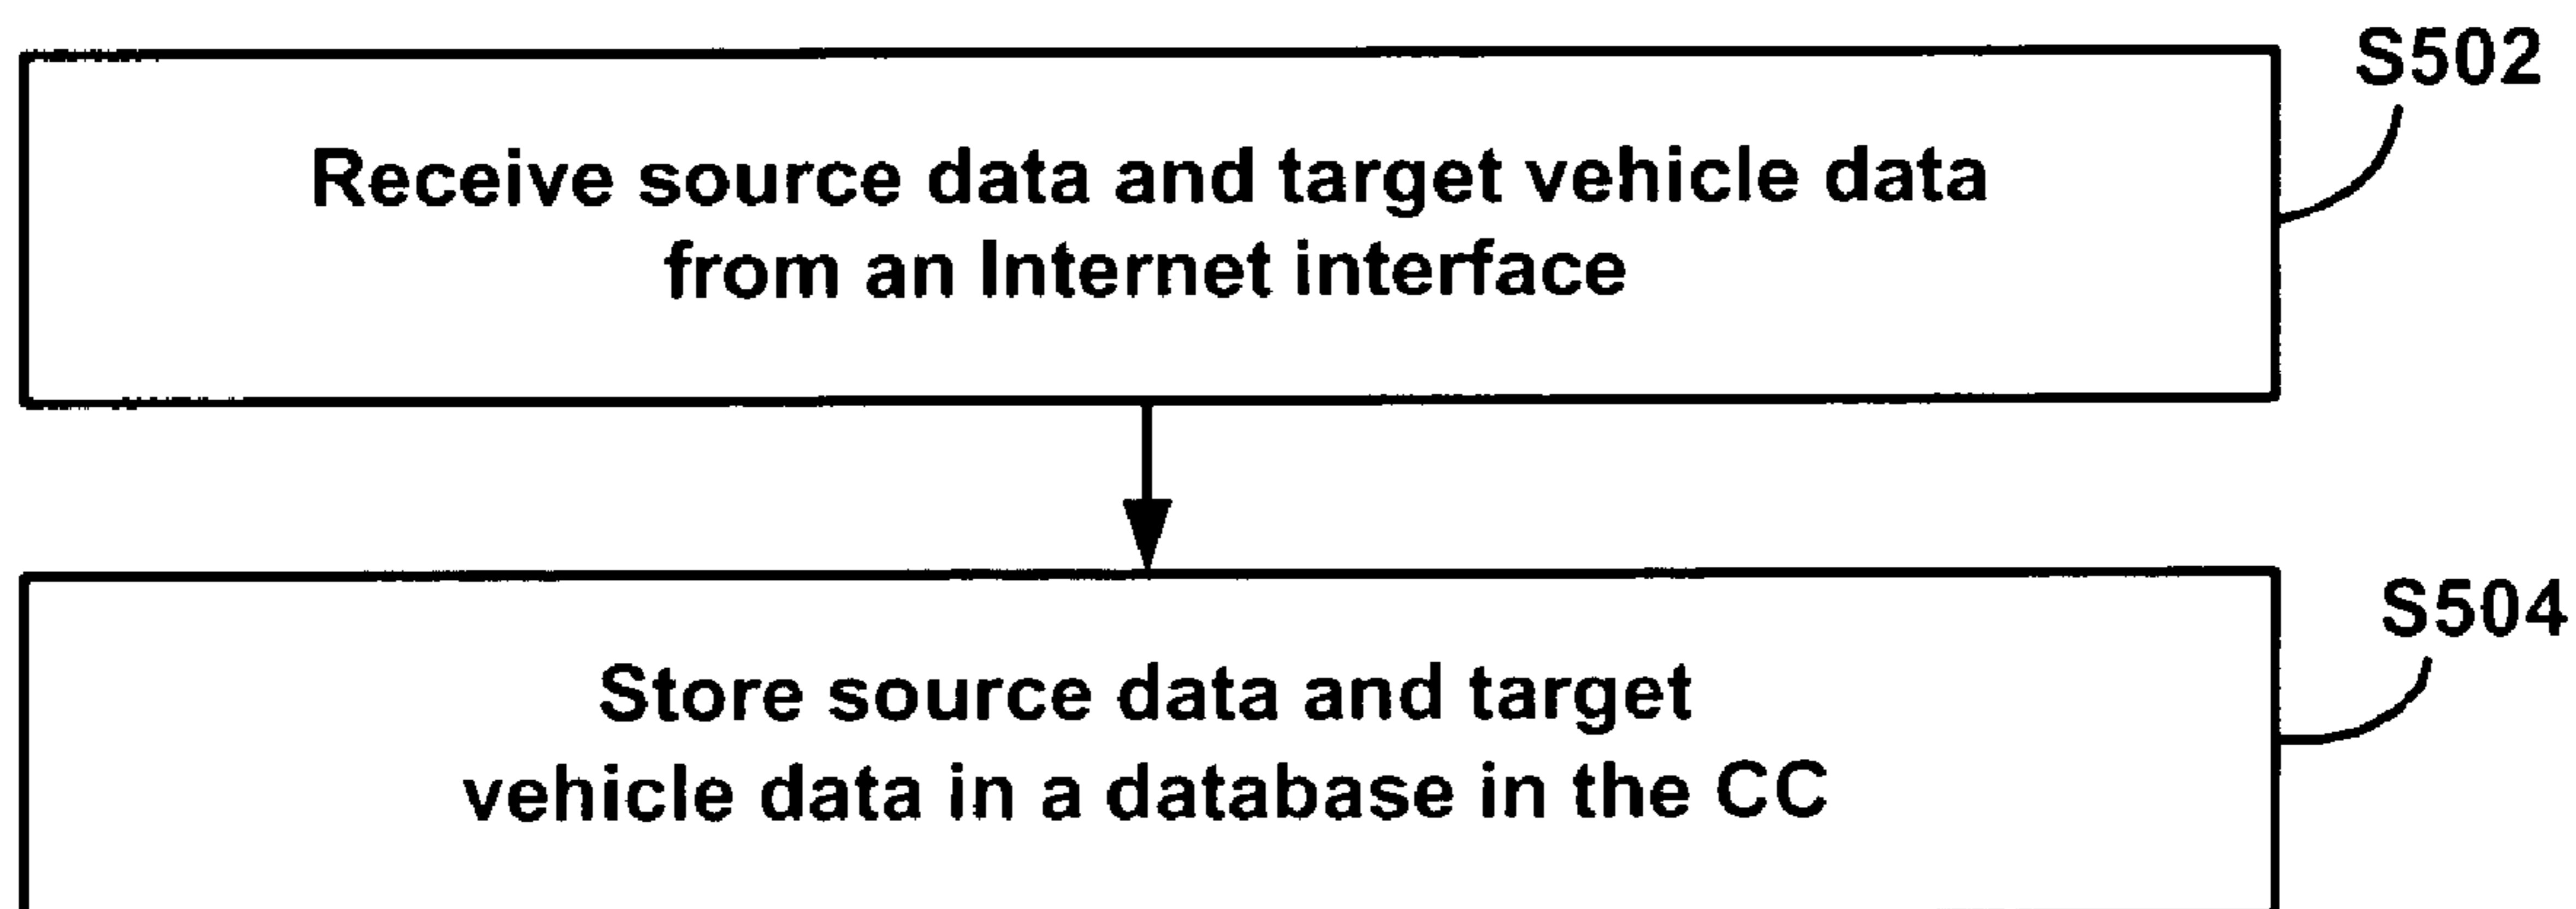 S502
Receive source data and target vehicle data
from an Internet interface
S504
Store source data and target
vehicle data in a database in the CC